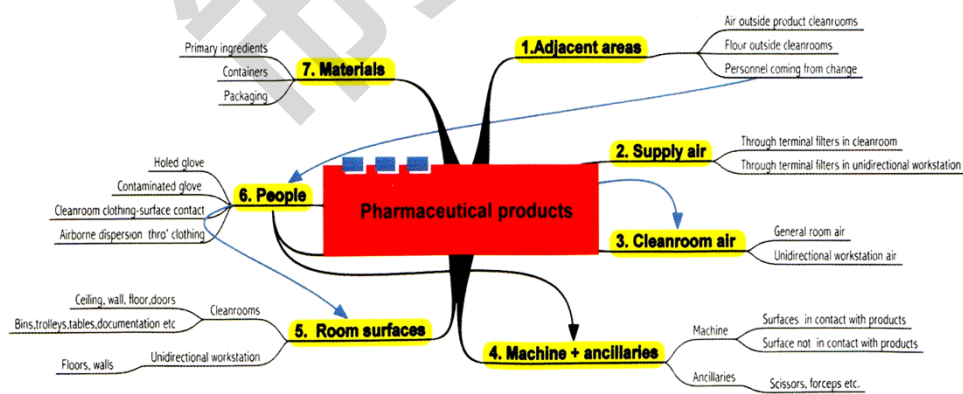 Pharmaceutical products
1.Adjacent areas
Air outside product cleanrooms
Flour outside cleanrooms
Personnel coming from change
2. Supply air
Through terminal filters in cleanroom
Through terminal filters in unidirectional workstation
3. Cleanroom air
General room air
Unidirectional workstation air
4. Machine + ancillaries
Machine
Surfaces in contact with products
Surface not in contact with products
Ancillaries
Scissors, forceps etc.
5. Room surfaces
Cleanrooms
Ceiling, wall, floor,doors
Bins,trolleys,tables,documentation etc
Unidirectional workstation
Floors, walls
6. People
Holed glove
Contaminated glove
Cleanroom clothing-surface contact
Airborne dispersion thro' clothing
7. Materials
Primary ingredients
Containers
Packaging